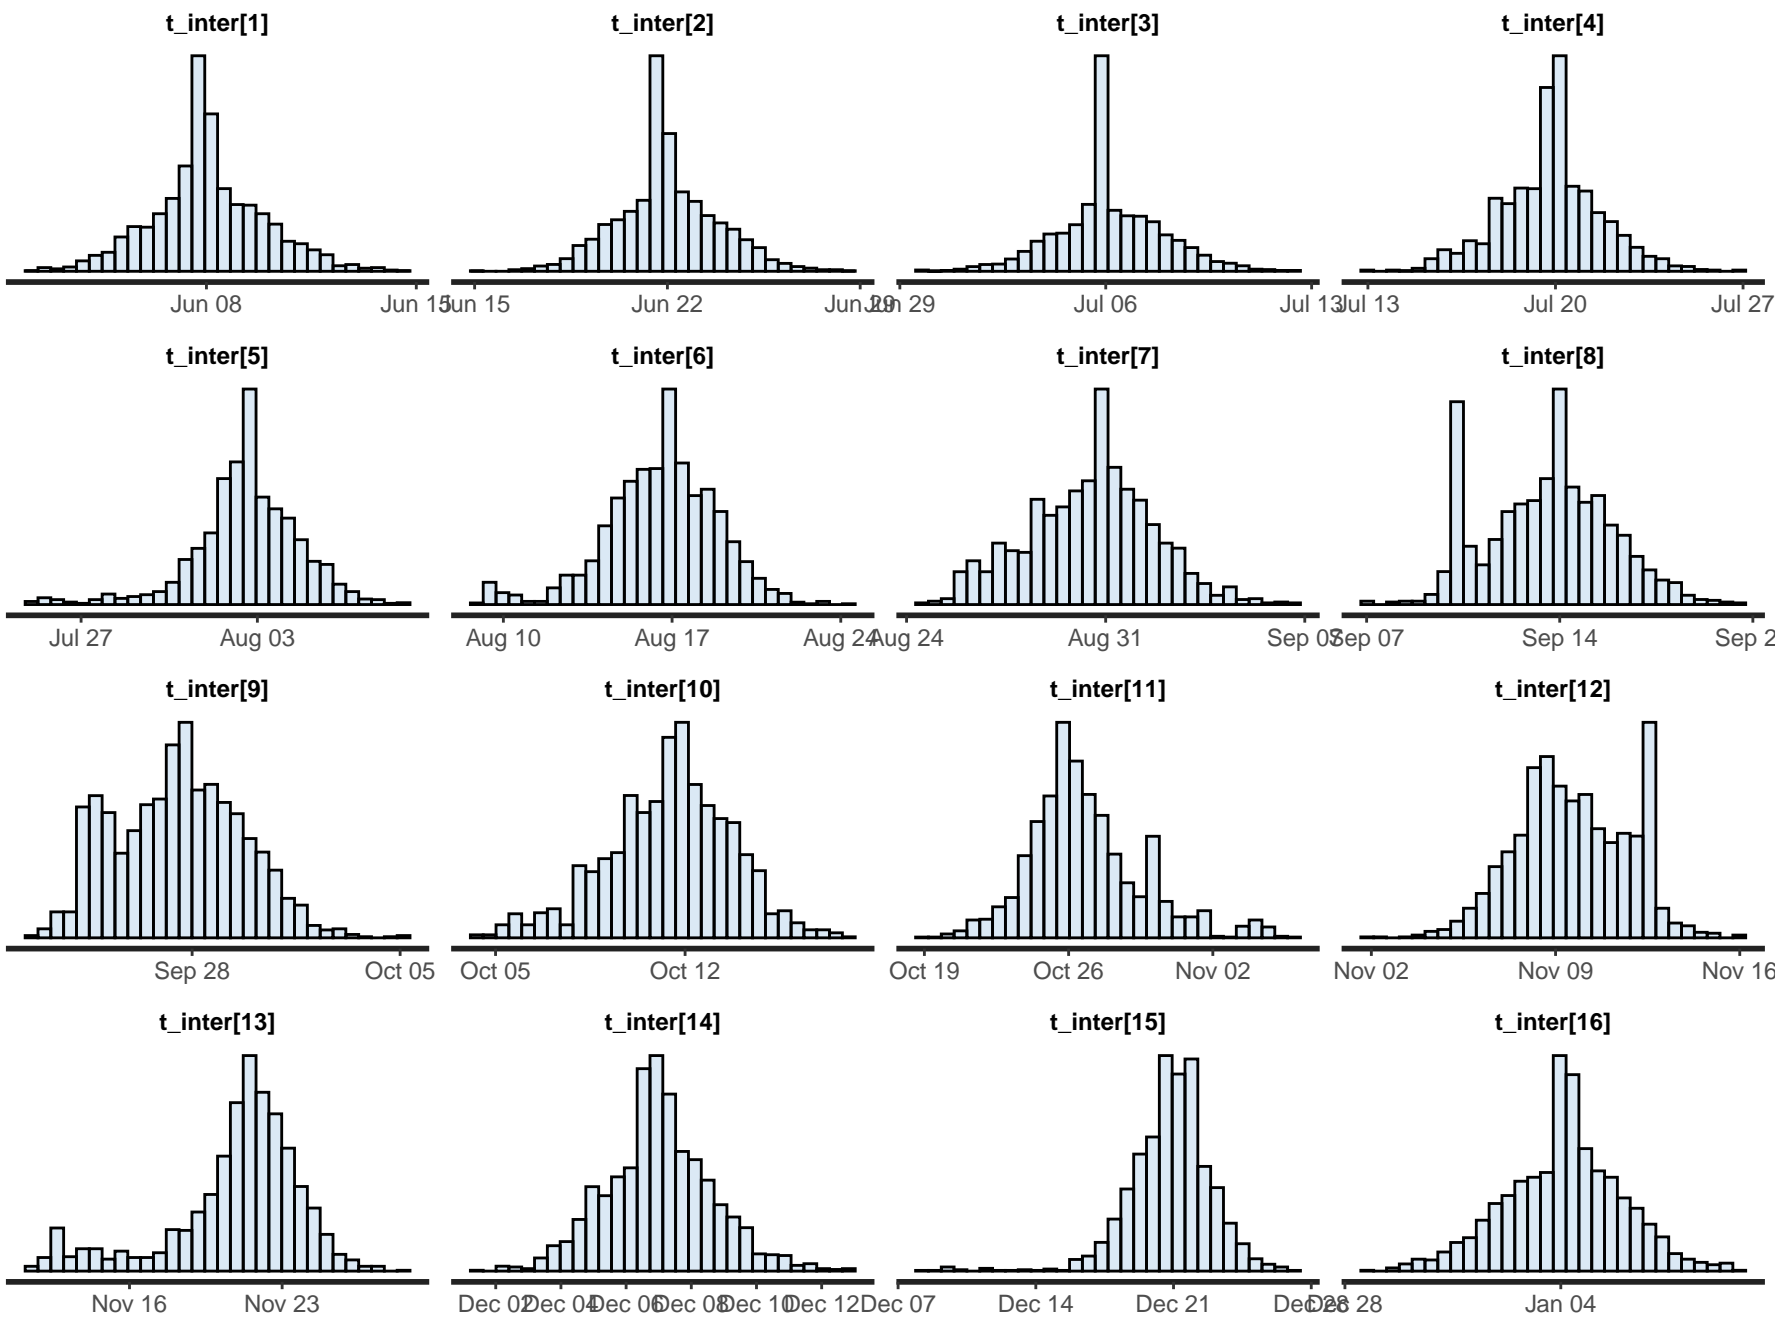 t_inter[1] t_inter[2] t_inter[3] t_inter[4]
Jun 08 Jun 15 Jun 15 Jun 22 Jun 29 Jun 29 Jul 06 Jul 13 Jul 13 Jul 20 Jul 27
t_inter[5] t_inter[6] t_inter[7] t_inter[8]
Jul 27 Aug 03 Aug 10 Aug 17 Aug 24 Aug 24 Aug 31 Sep 07 Sep 07 Sep 14 Sep 2
t_inter[9] t_inter[10] t_inter[11] t_inter[12]
Sep 28 Oct 05 Oct 05 Oct 12 Oct 19 Oct 26 Nov 02 Nov 02 Nov 09 Nov 16
t_inter[13] t_inter[14] t_inter[15] t_inter[16]
Nov 16 Nov 23 Dec 02 Dec 04 Dec 06 Dec 08 Dec 10 Dec 12 Dec 07 Dec 14 Dec 21 Dec 28 Dec 28 Jan 04